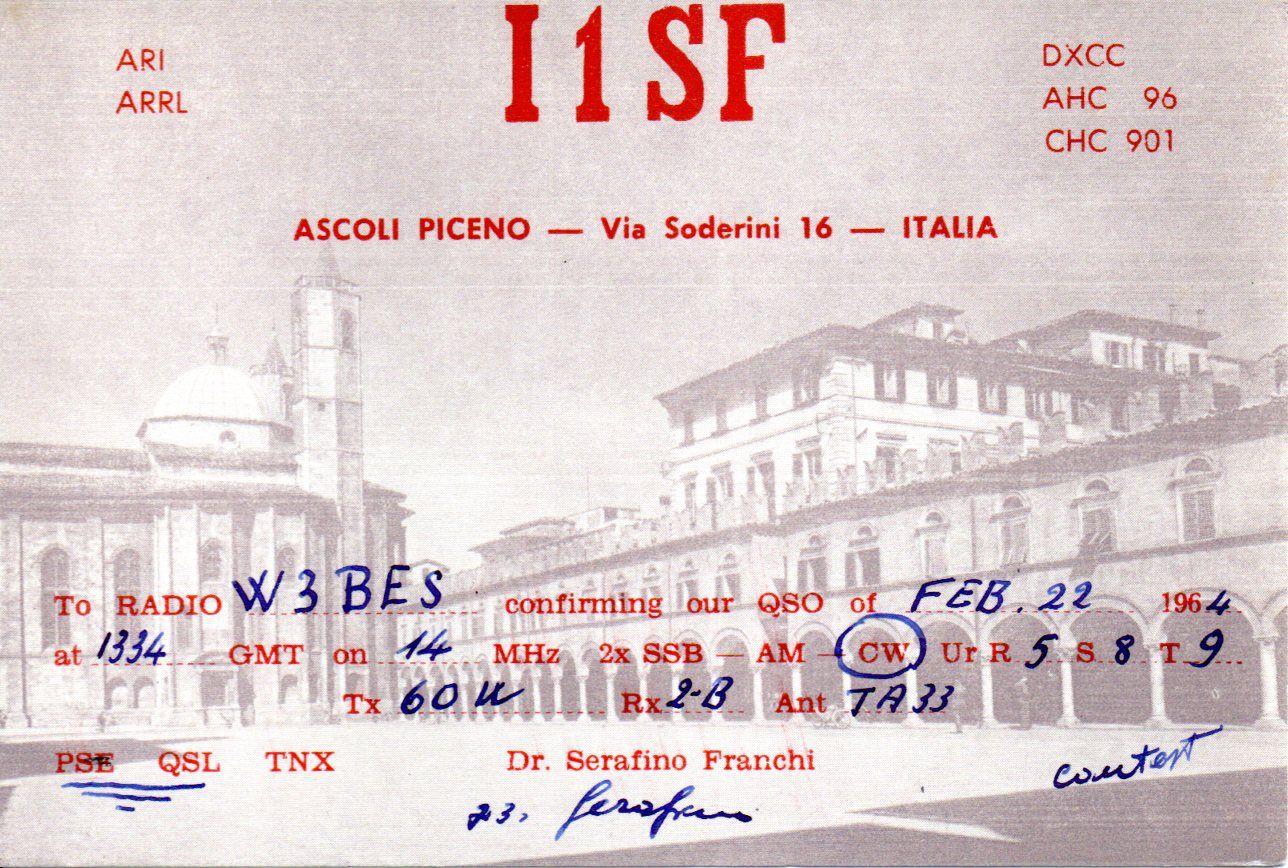 I1SF
ARI
ARRL
DXCC
AHC 96
CHC 901
ASCOLI PICENO — Via Soderini 16 — ITALIA
To RADIO W3BES confirming our QSO of FEB. 22 1964
at 1334 GMT on 14 MHz 2x SSB — AM — CW Ur R 5 S 8 T 9
Tx 60 W Rx 2-B Ant TA33
PSE QSL TNX
Dr. Serafino Franchi
contest
73, Serafino